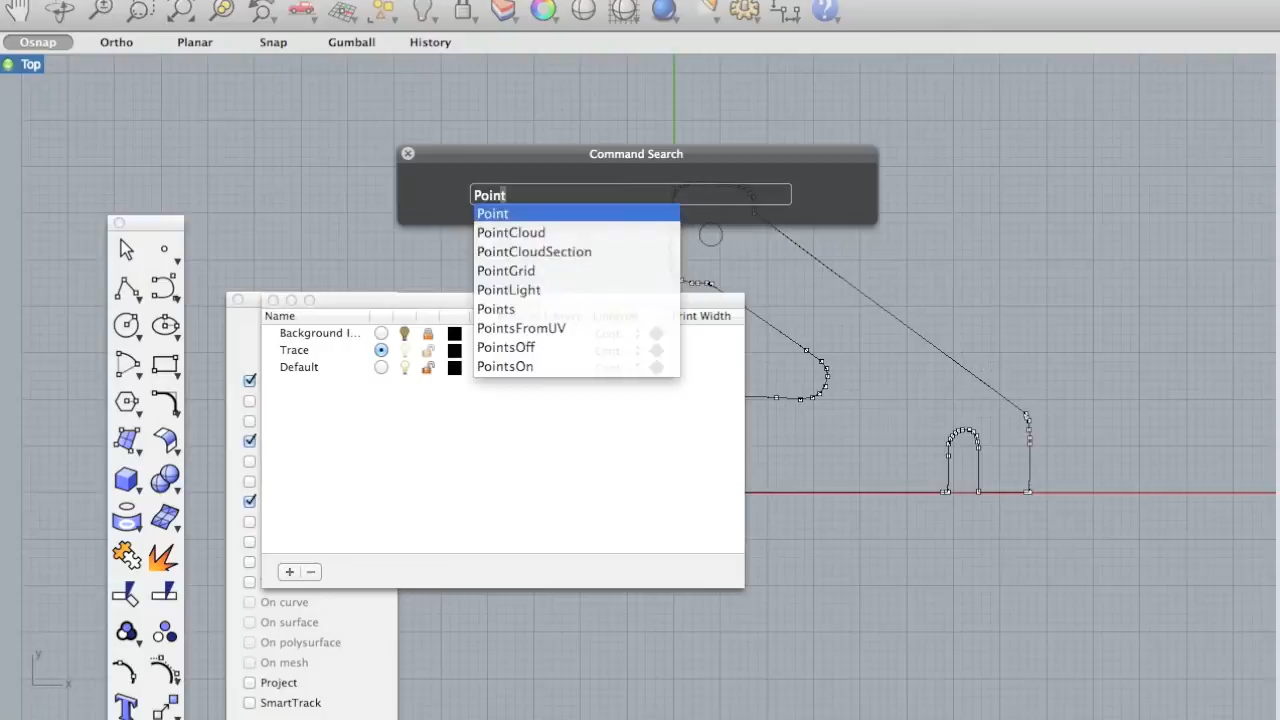 Osnap Ortho Planar Snap Gumball History
Top
Command Search
Point
Point
PointCloud
PointCloudSection
PointGrid
PointLight
Points
PointsFromUV
PointsOff
PointsOn
Name
Print Width
Background I...
Trace
Default
+ −
On curve
On surface
On polysurface
On mesh
Project
SmartTrack
y
x